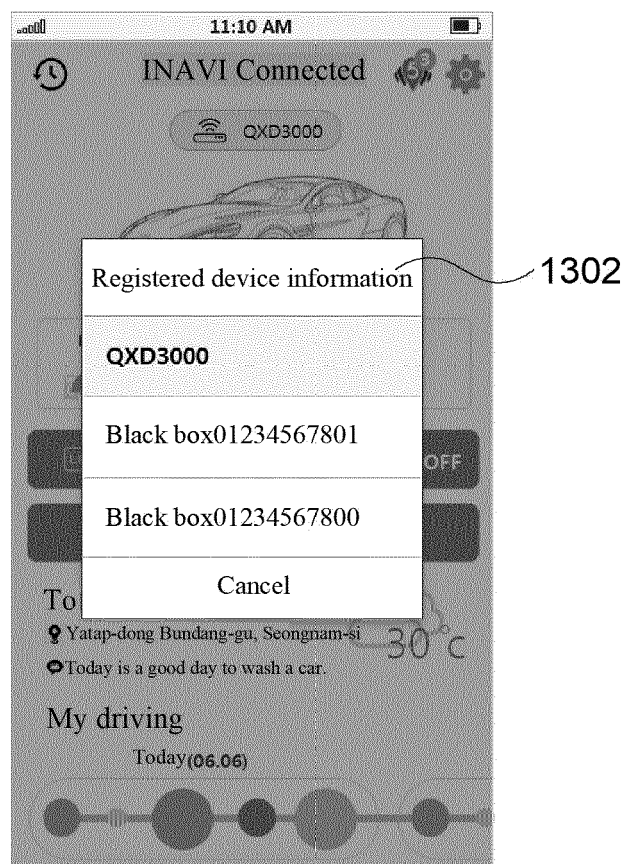 11:10 AM
INAVI Connected
QXD3000
Registered device information
1302
QXD3000
Black box01234567801
OFF
Black box01234567800
Cancel
To
Yatap-dong Bundang-gu, Seongnam-si
30°C
Today is a good day to wash a car.
My driving
Today(06.06)